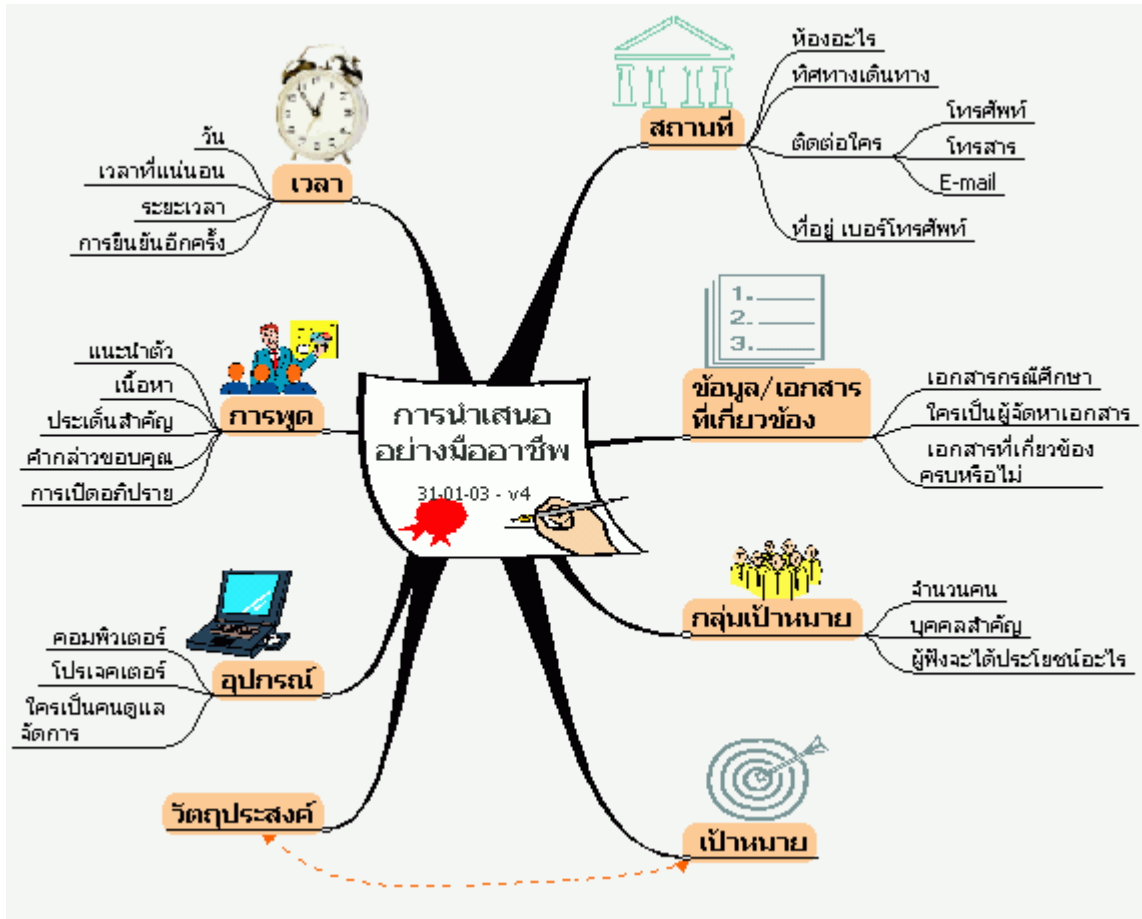 การนำเสนอ
อย่างมืออาชีพ
31-01-03 - v4
สถานที่
ห้องอะไร
ทิศทางเดินทาง
ติดต่อใคร
โทรศัพท์
โทรสาร
E-mail
ที่อยู่ เบอร์โทรศัพท์
1.
2.
3.
ข้อมูล/เอกสาร
ที่เกี่ยวข้อง
เอกสารกรณีศึกษา
ใครเป็นผู้จัดหาเอกสาร
เอกสารที่เกี่ยวข้อง
ครบหรือไม่
กลุ่มเป้าหมาย
จำนวนคน
บุคคลสำคัญ
ผู้ฟังจะได้ประโยชน์อะไร
เป้าหมาย
วัตถุประสงค์
อุปกรณ์
คอมพิวเตอร์
โปรเจคเตอร์
ใครเป็นคนดูแล
จัดการ
การพูด
แนะนำตัว
เนื้อหา
ประเด็นสำคัญ
คำกล่าวขอบคุณ
การเปิดอภิปราย
เวลา
วัน
เวลาที่แน่นอน
ระยะเวลา
การยืนยันอีกครั้ง